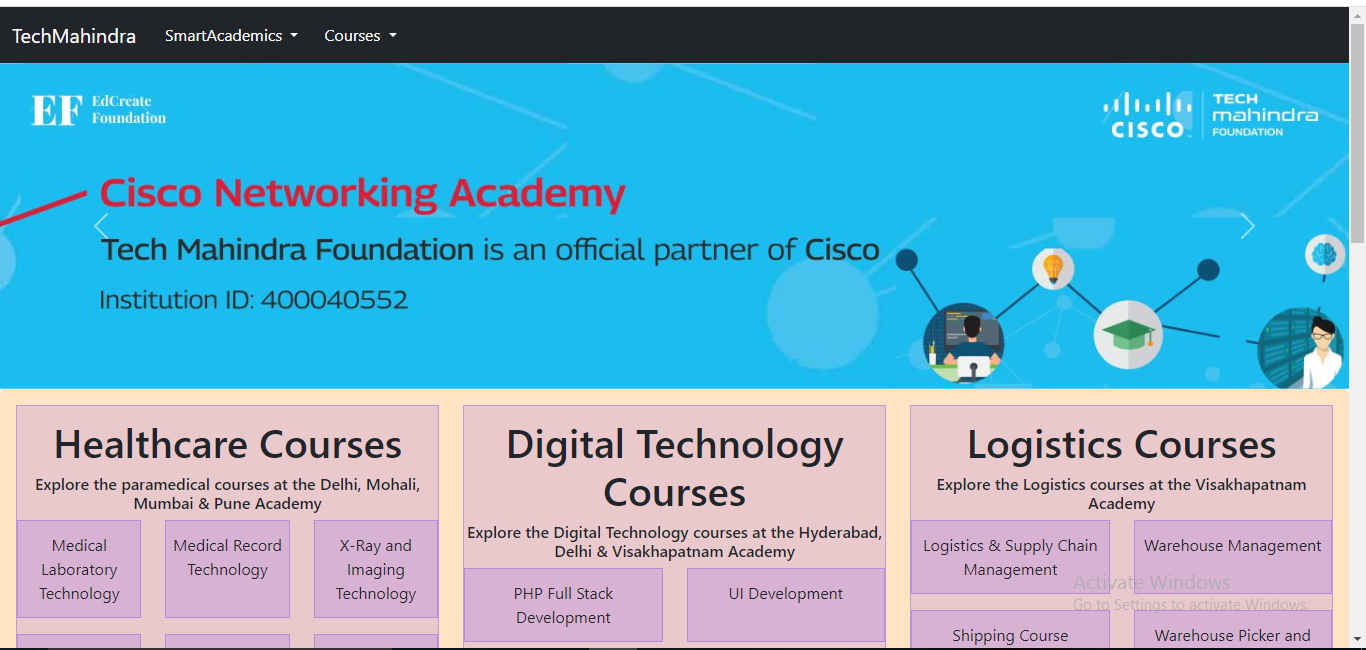 TechMahindra SmartAcademics Courses
EF EdCreate
Foundation
CISCO
TECH
mahindra
FOUNDATION
Cisco Networking Academy
Tech Mahindra Foundation is an official partner of Cisco
Institution ID: 400040552
Healthcare Courses
Explore the paramedical courses at the Delhi, Mohali,
Mumbai & Pune Academy
Medical
Laboratory
Technology
Medical Record
Technology
X-Ray and
Imaging
Technology
Digital Technology
Courses
Explore the Digital Technology courses at the Hyderabad,
Delhi & Visakhapatnam Academy
PHP Full Stack
Development
UI Development
Logistics Courses
Explore the Logistics courses at the Visakhapatnam
Academy
Logistics & Supply Chain
Management
Warehouse Management
Shipping Course
Warehouse Picker and
Activate Windows
Go to Settings to activate Windows.